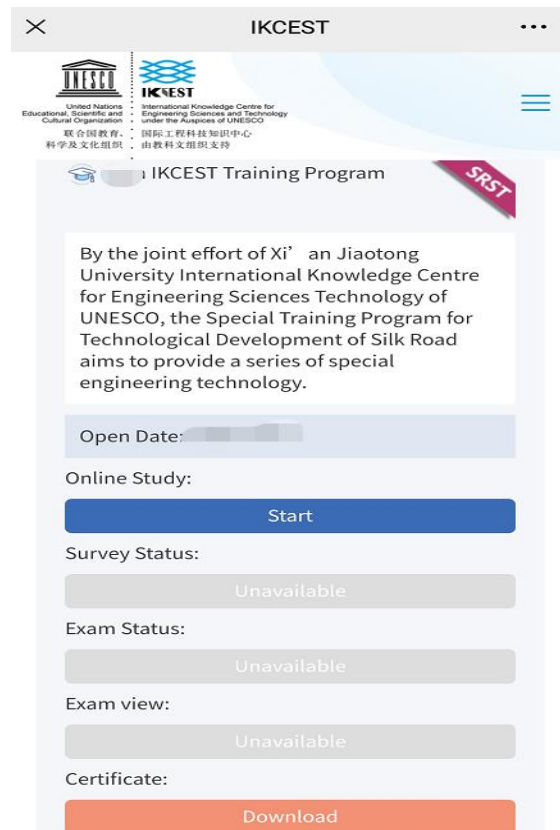 IKCEST
UNESCO
IKCEST
United Nations
Educational, Scientific and
Cultural Organization
International Knowledge Centre for
Engineering Sciences and Technology
under the Auspices of UNESCO
联合国教育、
科学及文化组织
国际工程科技知识中心
由教科文组织支持
IKCEST Training Program
SRST
By the joint effort of Xi’ an Jiaotong
University International Knowledge Centre
for Engineering Sciences Technology of
UNESCO, the Special Training Program for
Technological Development of Silk Road
aims to provide a series of special
engineering technology.
Open Date:
Online Study:
Start
Survey Status:
Unavailable
Exam Status:
Unavailable
Exam view:
Unavailable
Certificate:
Download